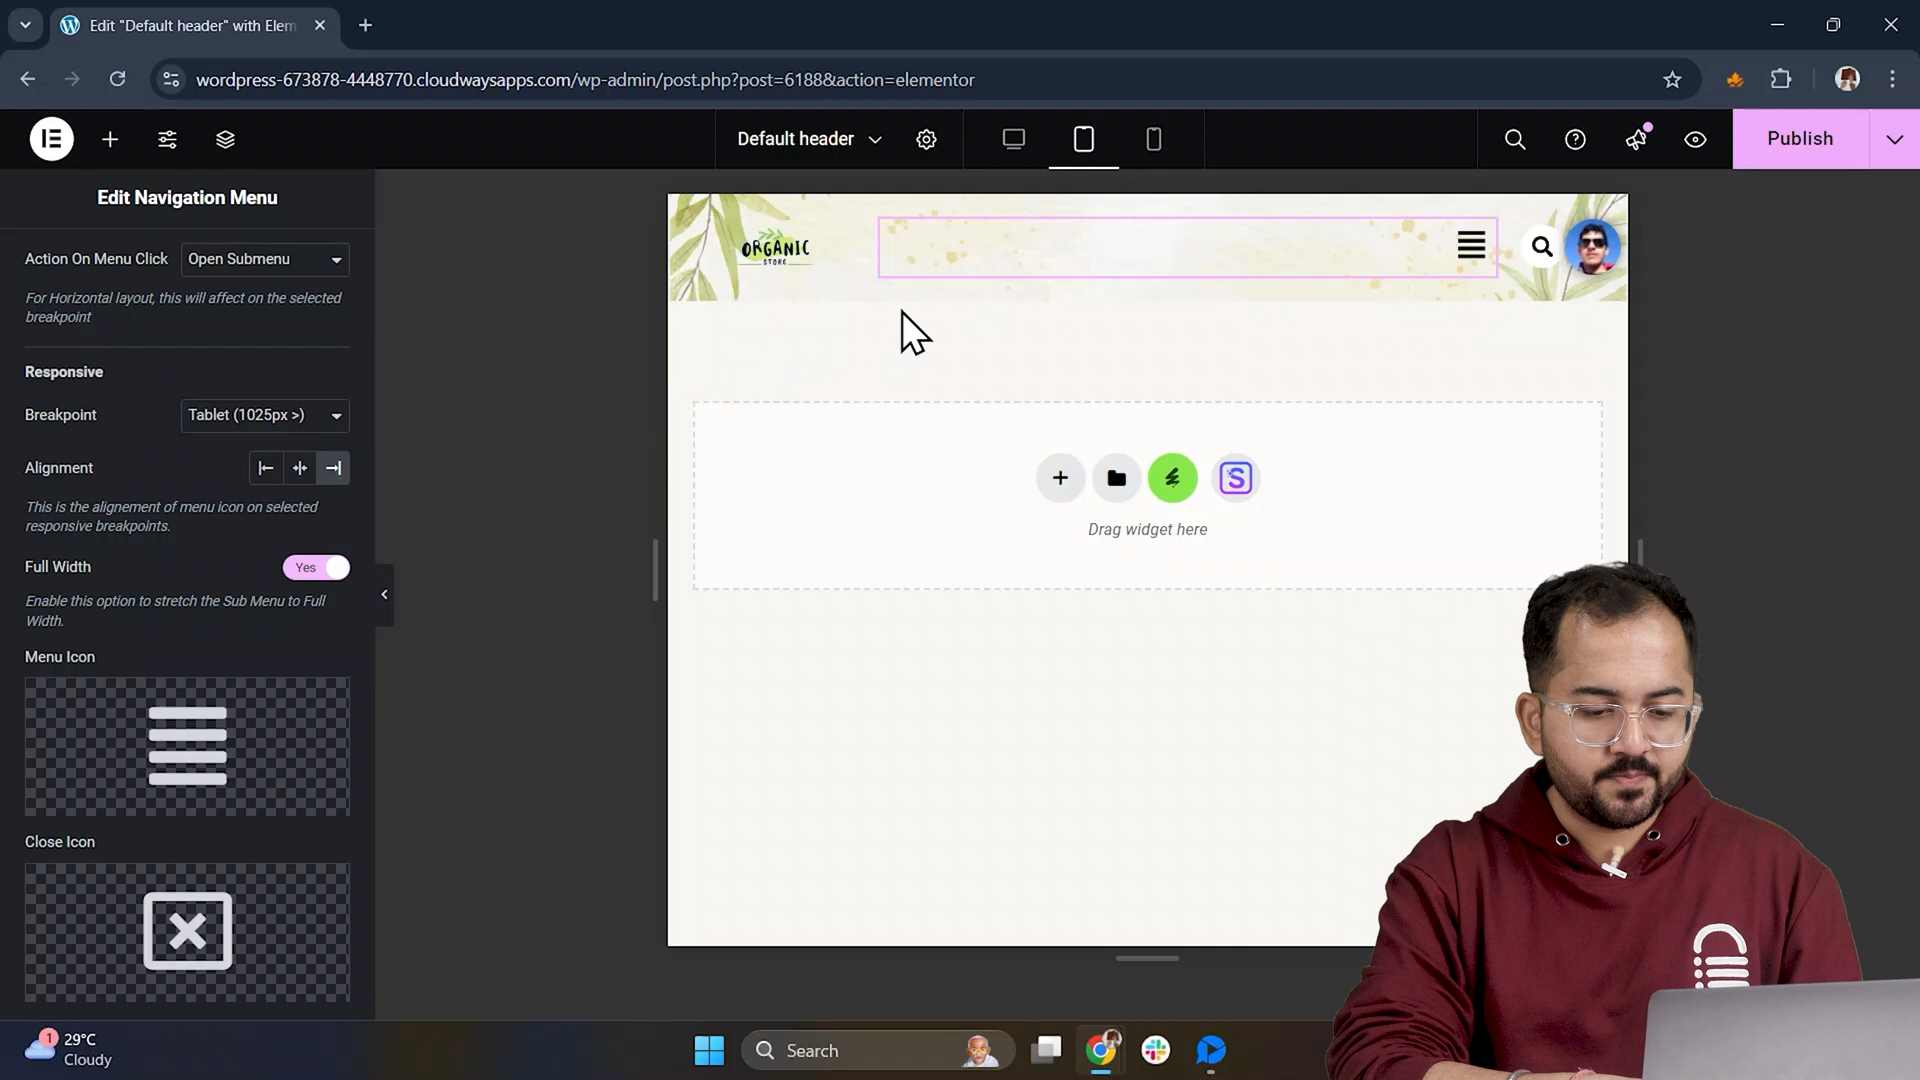 Edit "Default header" with Elem
wordpress-673878-4448770.cloudwaysapps.com/wp-admin/post.php?post=6188&action=elementor
Default header
Publish
Edit Navigation Menu
Action On Menu Click
Open Submenu
For Horizontal layout, this will affect on the selected
breakpoint
Responsive
Breakpoint
Tablet (1025px >)
Alignment
This is the alignement of menu icon on selected
responsive breakpoints.
Full Width
Yes
Enable this option to stretch the Sub Menu to Full
Width.
Menu Icon
Close Icon
ORGANIC
STORE
Drag widget here
1
29°C
Cloudy
Search